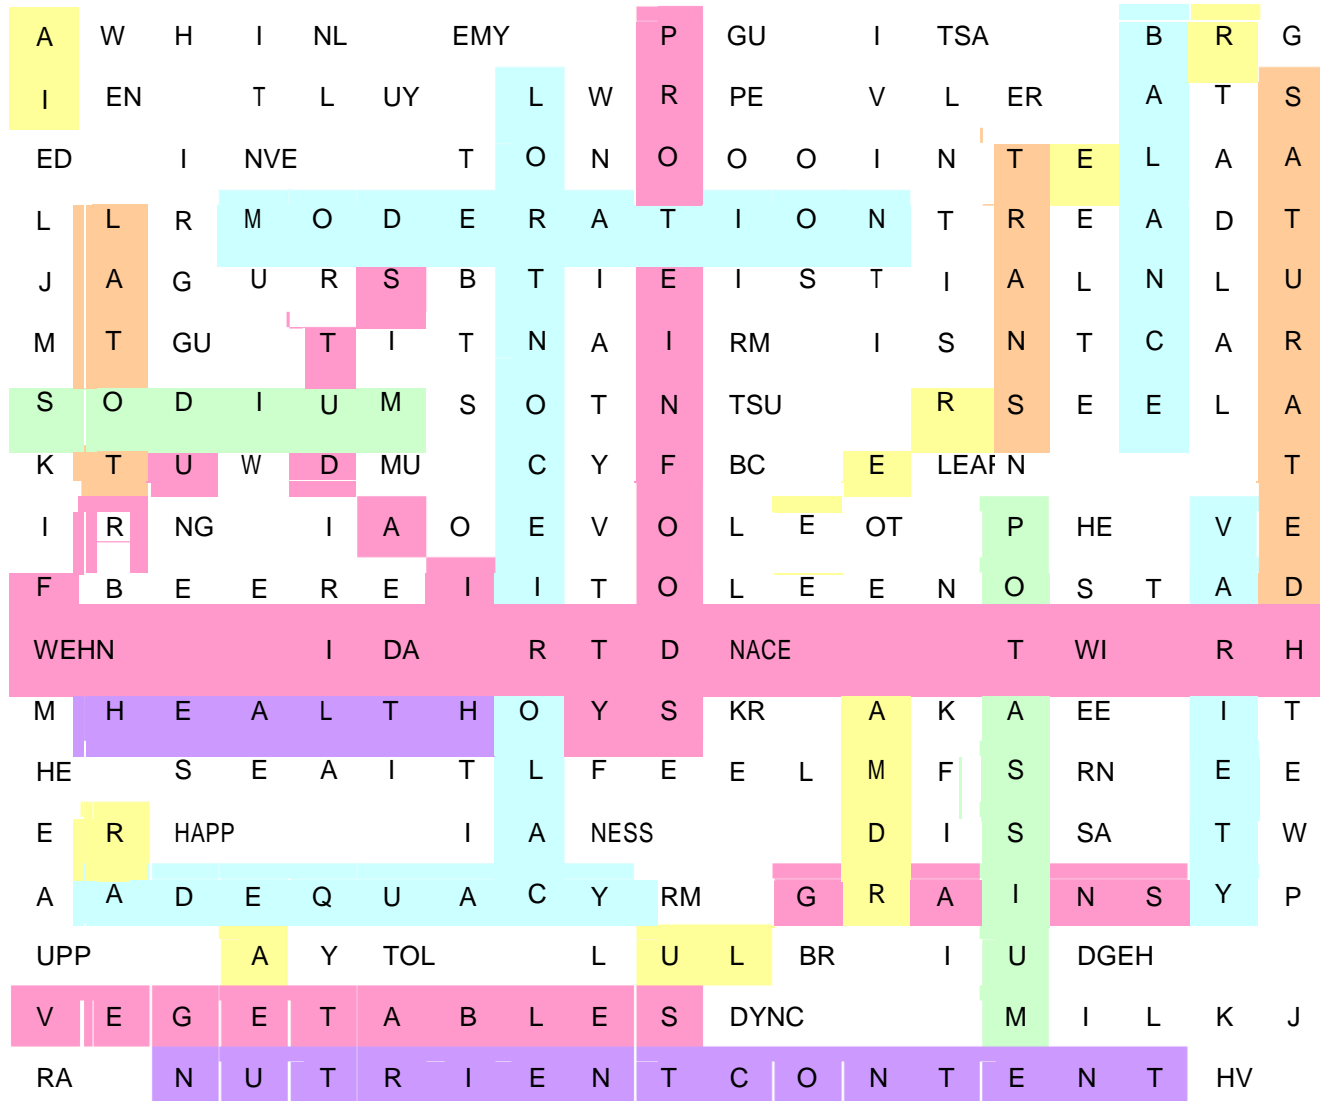 A W H I NL EMY P GU I TSA B R G
I EN T L UY L W R PE V L ER A T S
ED I NVE T O N O O O I N T E L A A
L L R M O D E R A T I O N T R E A D T
J A G U R S B T I E I S T I A L N L U
M T GU T I T N A I RM I S N T C A R
S O D I U M S O T N TSU R S E E L A
K T U W D MU C Y F BC E LEAR N T
I R NG I A O E V O L E OT P HE V E
F B E E R E I I T O L E E N O S T A D
WEHN I DA R T D NACE T WI R H
M H E A L T H O Y S KR A K A EE I T
HE S E A I T L F E E L M F S RN E E
E R HAPP I A NESS D I S SA T W
A A D E Q U A C Y RM G R A I N S Y P
UPP A Y TOL L U L BR I U DGEH
V E G E T A B L E S DYNC M I L K J
RA N U T R I E N T C O N T E N T HV